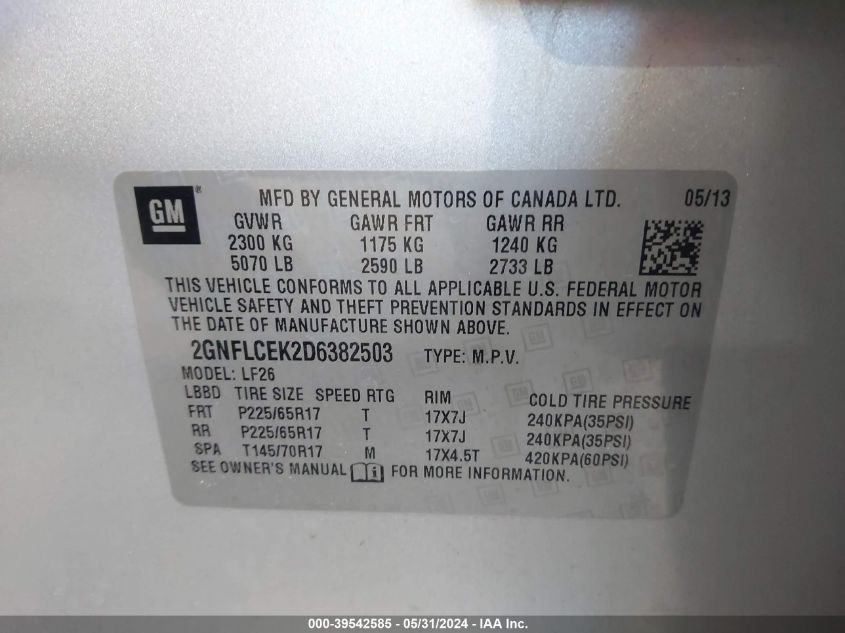 GM® MFD BY GENERAL MOTORS OF CANADA LTD. 05/13
GVWR GAWR FRT GAWR RR
2300 KG 1175 KG 1240 KG
5070 LB 2590 LB 2733 LB
THIS VEHICLE CONFORMS TO ALL APPLICABLE U.S. FEDERAL MOTOR
VEHICLE SAFETY AND THEFT PREVENTION STANDARDS IN EFFECT ON
THE DATE OF MANUFACTURE SHOWN ABOVE.
2GNFLCEK2D6382503 TYPE: M.P.V.
MODEL: LF26
LBBD TIRE SIZE SPEED RTG RIM COLD TIRE PRESSURE
FRT P225/65R17 T 17X7J 240KPA(35PSI)
RR P225/65R17 T 17X7J 240KPA(35PSI)
SPA T145/70R17 M 17X4.5T 420KPA(60PSI)
SEE OWNER'S MANUAL FOR MORE INFORMATION.
000-39542585 - 05/31/2024 - IAA Inc.